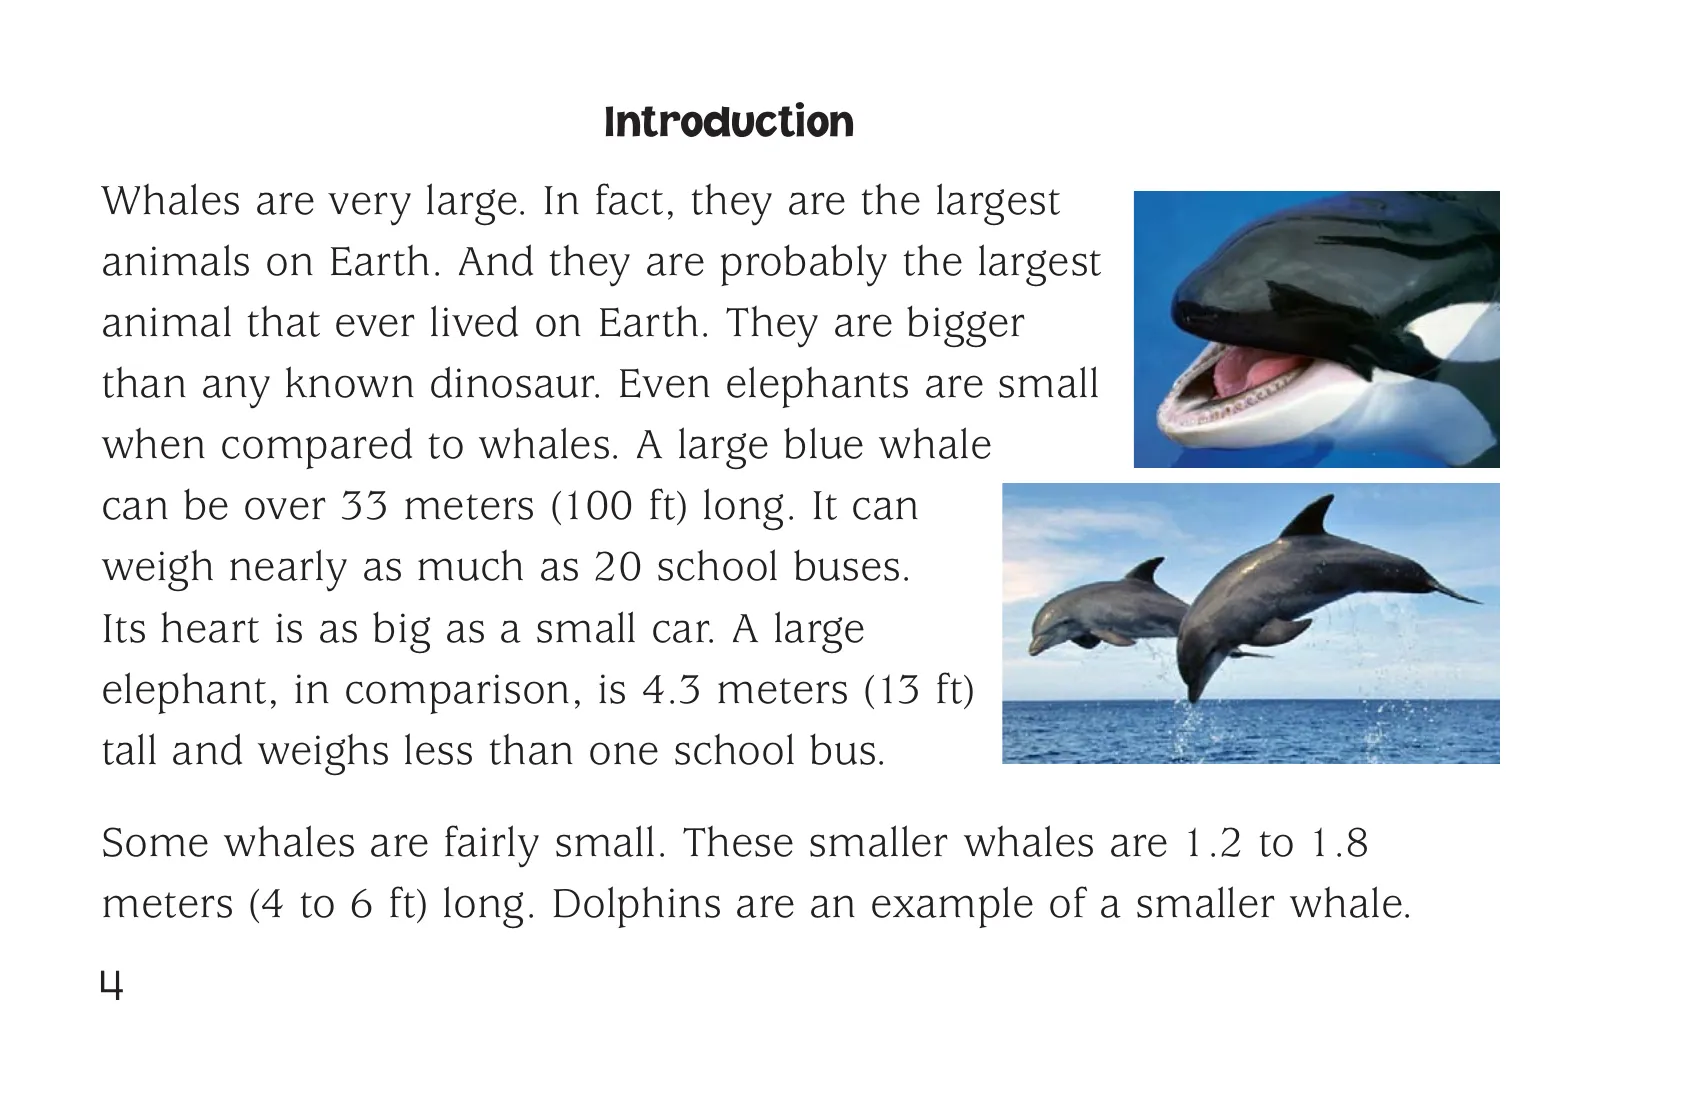 Introduction
Whales are very large. In fact, they are the largest
animals on Earth. And they are probably the largest
animal that ever lived on Earth. They are bigger
than any known dinosaur. Even elephants are small
when compared to whales. A large blue whale
can be over 33 meters (100 ft) long. It can
weigh nearly as much as 20 school buses.
Its heart is as big as a small car. A large
elephant, in comparison, is 4.3 meters (13 ft)
tall and weighs less than one school bus.
Some whales are fairly small. These smaller whales are 1.2 to 1.8
meters (4 to 6 ft) long. Dolphins are an example of a smaller whale.
4